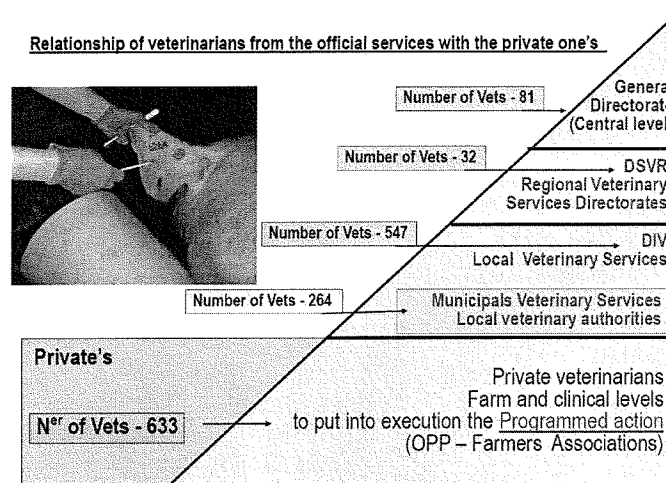 Relationship of veterinarians from the official services with the private one's
Number of Vets - 81
Genera
Directorat
(Central level
Number of Vets - 32
DSVR
Regional Veterinary
Services Directorates
Number of Vets - 547
DIV
Local Veterinary Services
Number of Vets - 264
Municipals Veterinary Services
Local veterinary authorities
Private's
Ner of Vets - 633
Private veterinarians
Farm and clinical levels
to put into execution the Programmed action
(OPP – Farmers Associations)